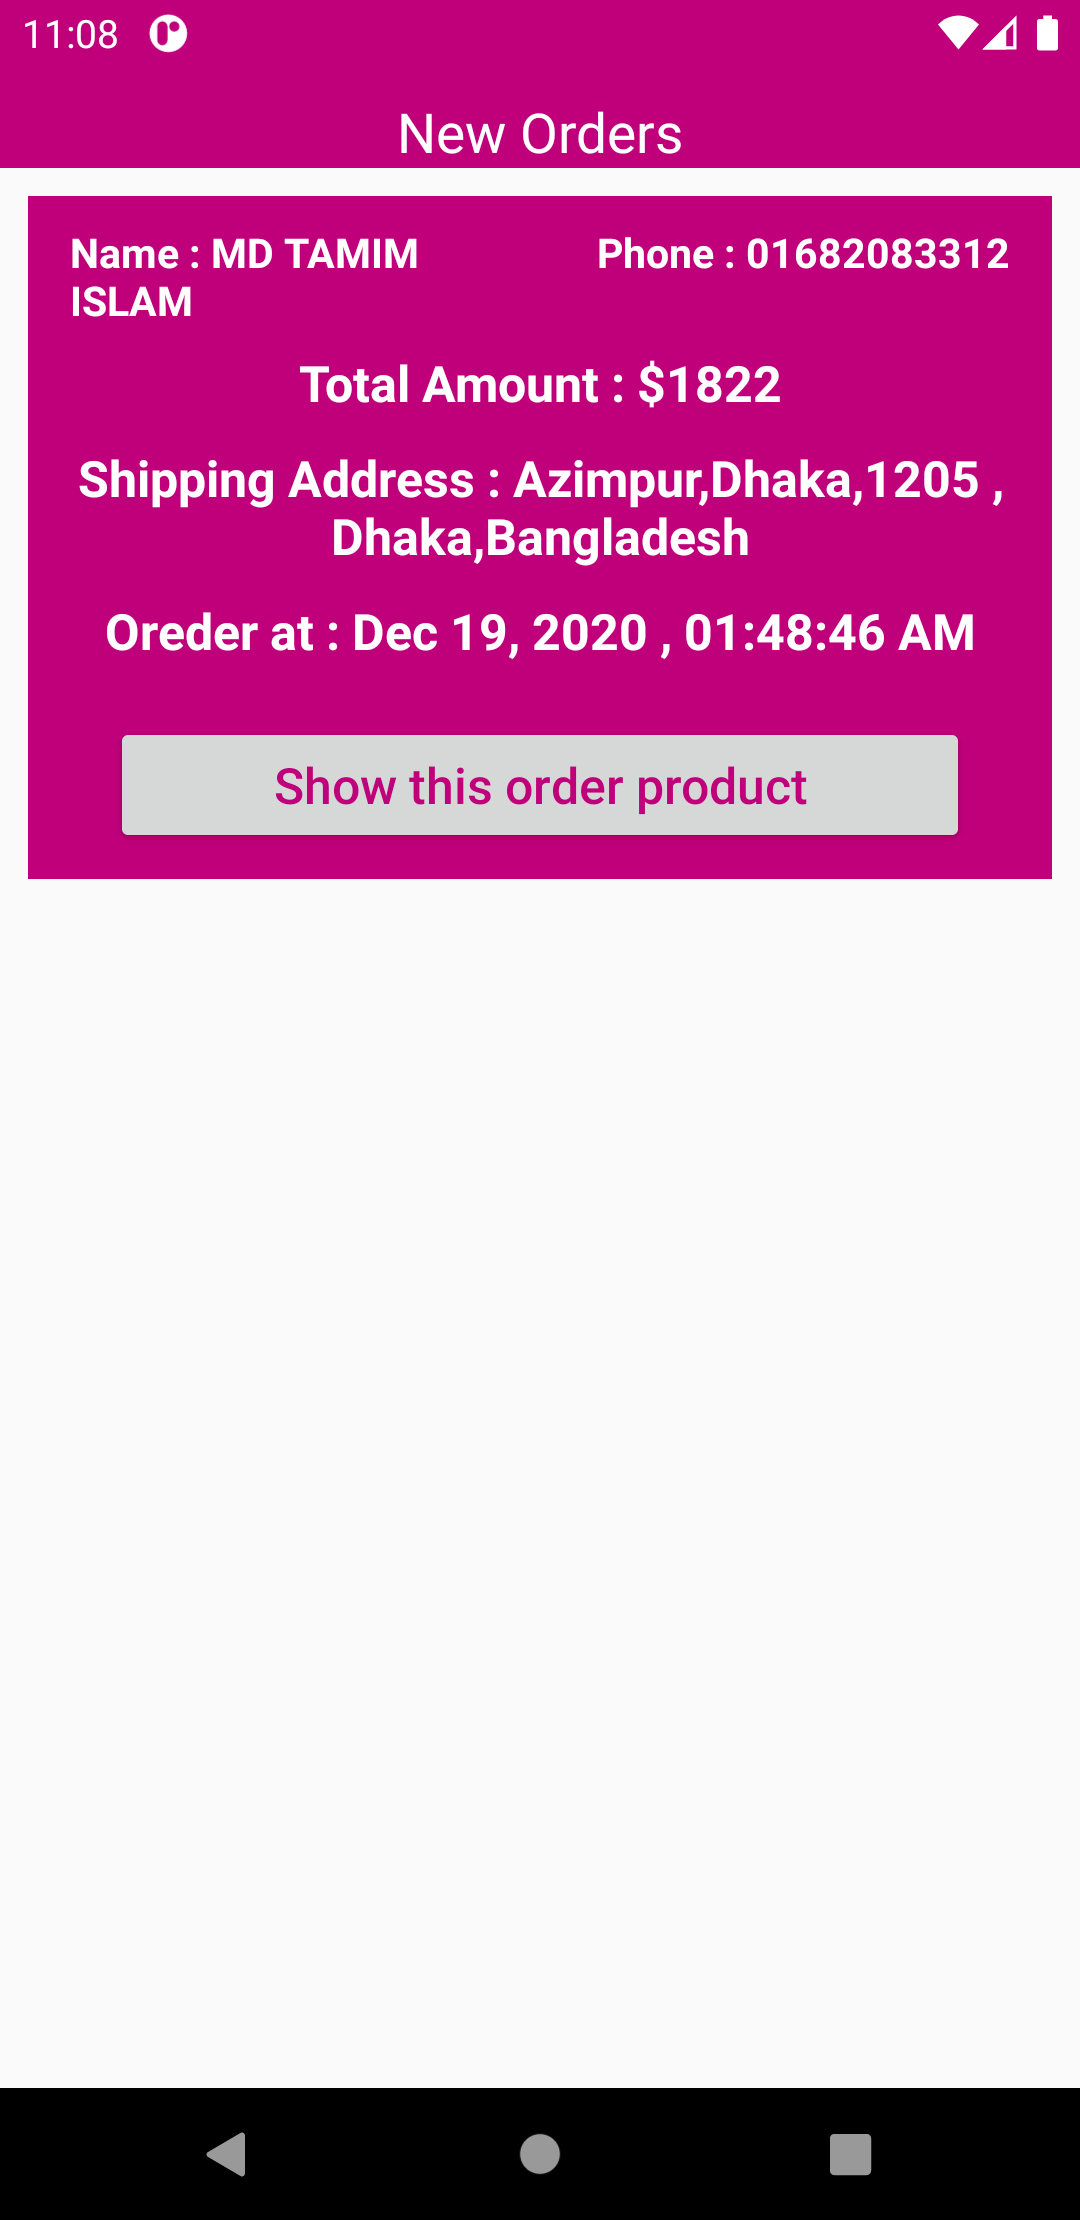 11:08
New Orders
Name : MD TAMIM
ISLAM
Phone : 01682083312
Total Amount : $1822
Shipping Address : Azimpur,Dhaka,1205 ,
Dhaka,Bangladesh
Oreder at : Dec 19, 2020 , 01:48:46 AM
Show this order product